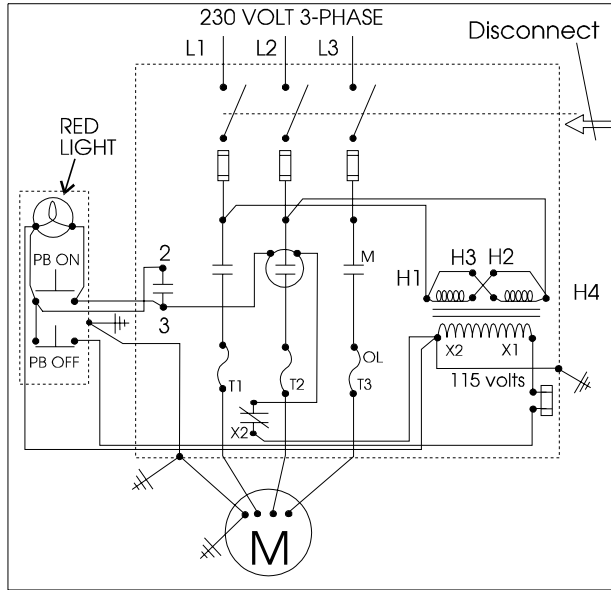 230 VOLT 3-PHASE
L1 L2 L3
Disconnect
RED
LIGHT
PB ON
2
3
M
H1 H3 H2 H4
X2 X1
115 volts
PB OFF
OL
T1 T2 T3
X2
M